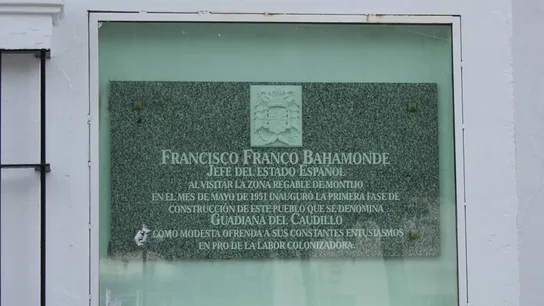 FRANCISCO FRANCO BAHAMONDE
JEFE DEL ESTADO ESPAÑOL
AL VISITAR LA ZONA REGABLE DE MONTIJO
EN EL MES DE MAYO DE 1951 INAUGURÓ LA PRIMERA FASE DE
CONSTRUCCIÓN DE ESTE PUEBLO QUE SE DENOMINA
GUADIANA DEL CAUDILLO
COMO MODESTA OFRENDA A SUS CONSTANTES ENTUSIASMOS
EN PRO DE LA LABOR COLONIZADORA.